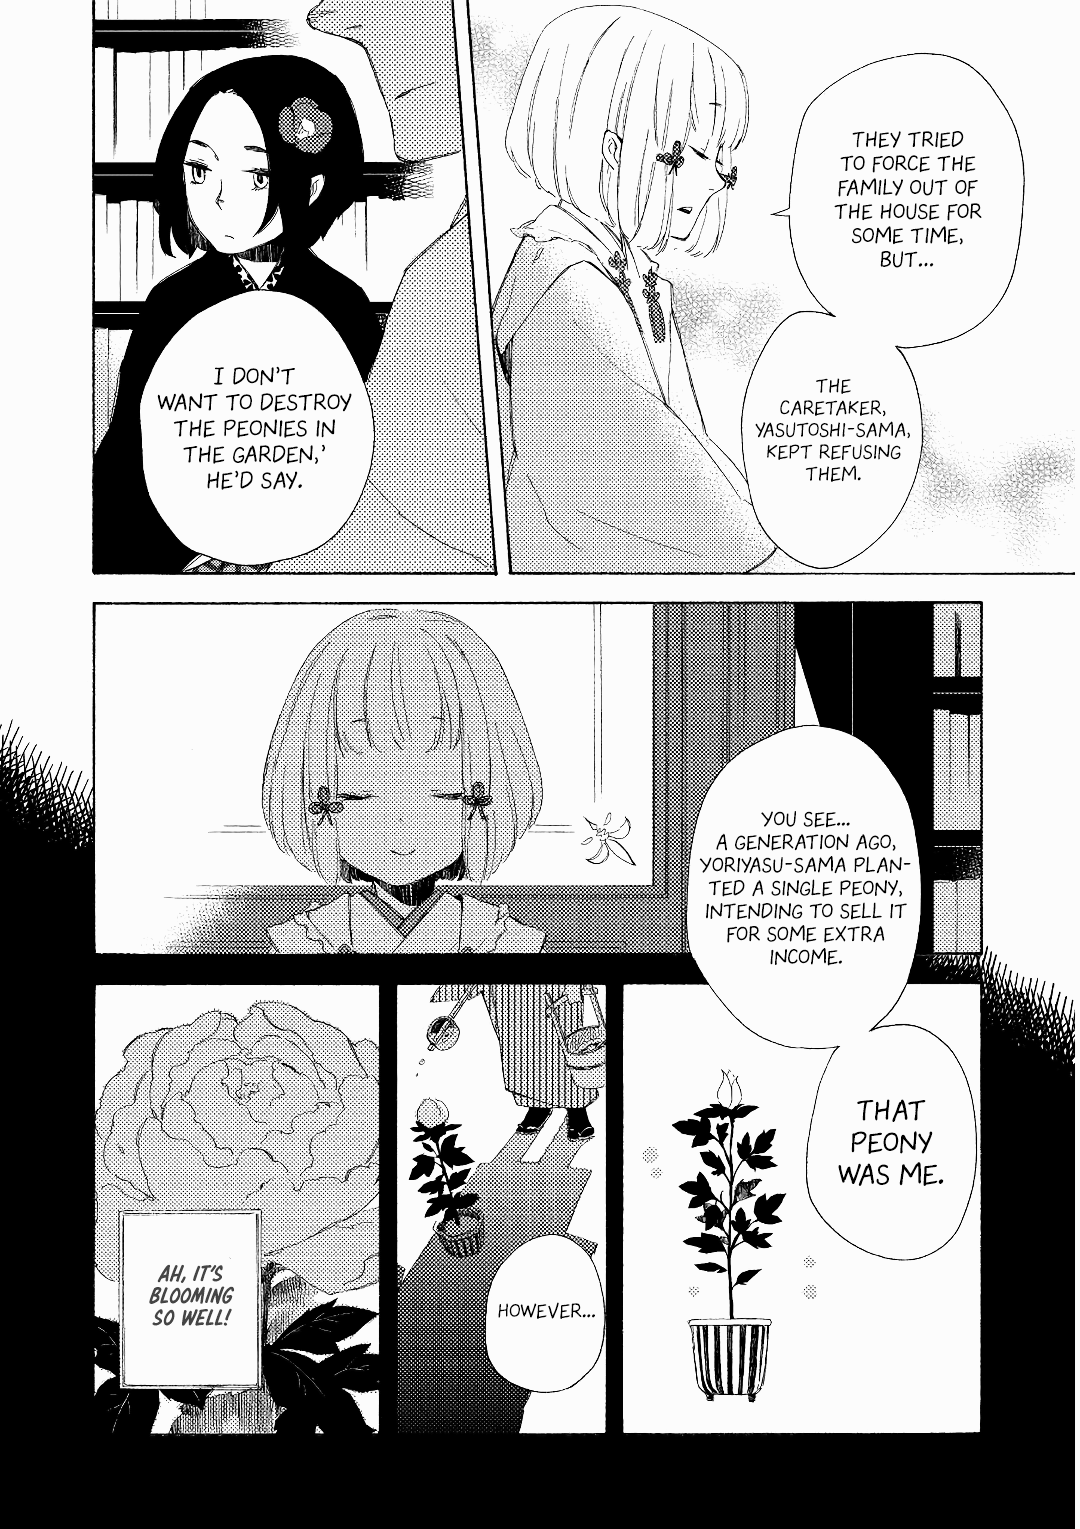 THEY TRIED
TO FORCE THE
FAMILY OUT OF
THE HOUSE FOR
SOME TIME,
BUT...
THE
CARETAKER,
YASUTOSHI-SAMA,
KEPT REFUSING
THEM.
I DON'T
WANT TO DESTROY
THE PEONIES IN
THE GARDEN,'
HE'D SAY.
YOU SEE...
A GENERATION AGO,
YORIYASU-SAMA PLAN-
TED A SINGLE PEONY,
INTENDING TO SELL IT
FOR SOME EXTRA
INCOME.
THAT
PEONY
WAS ME.
HOWEVER...
AH, IT'S
BLOOMING
SO WELL!